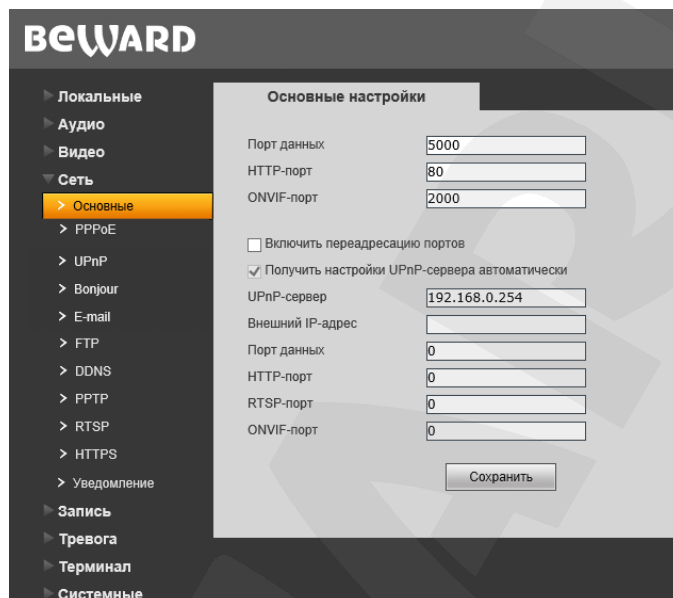 BEWARD
Локальные
Аудио
Видео
Сеть
Основные
PPPoE
UPnP
Bonjour
E-mail
FTP
DDNS
PPTP
RTSP
HTTPS
Уведомление
Запись
Тревога
Терминал
Системные
Основные настройки
Порт данных 5000
HTTP-порт 80
ONVIF-порт 2000
Включить переадресацию портов
Получить настройки UPnP-сервера автоматически
UPnP-сервер 192.168.0.254
Внешний IP-адрес
Порт данных 0
HTTP-порт 0
RTSP-порт 0
ONVIF-порт 0
Сохранить